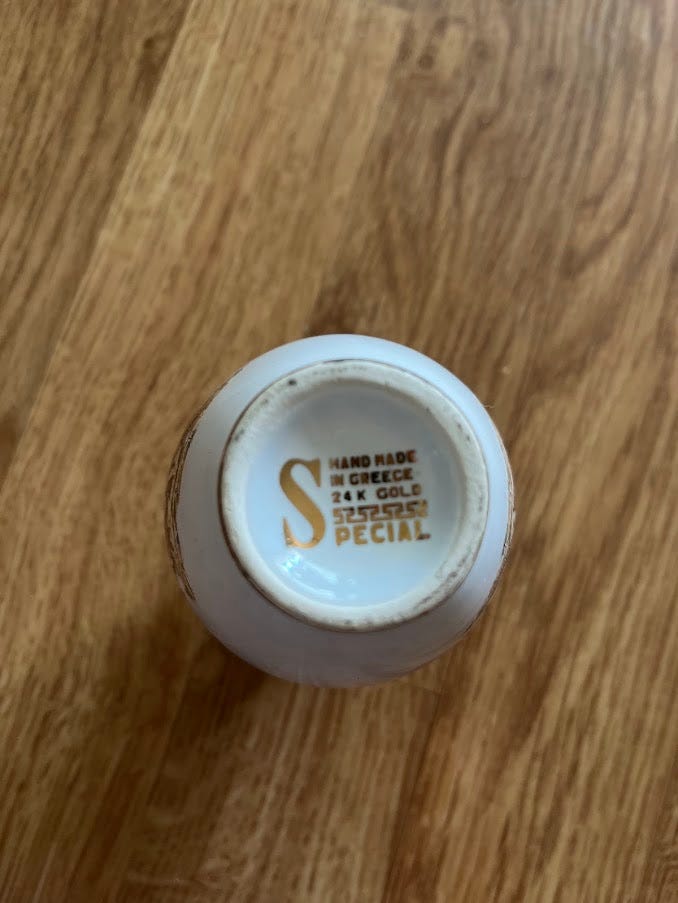 HAND MADE
IN GREECE
24K GOLD
SPECIAL